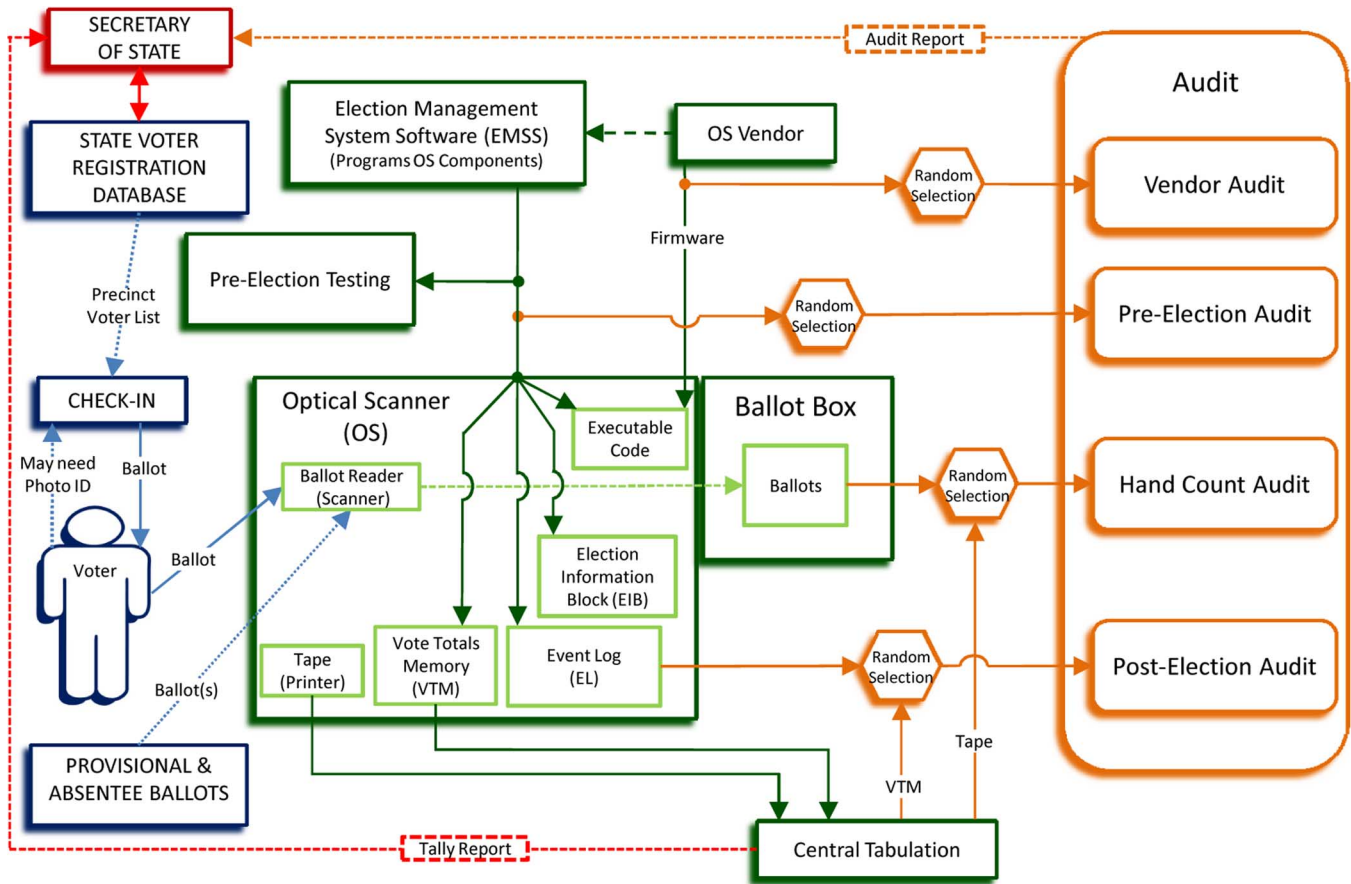 SECRETARY
OF STATE
Audit Report
Audit
Election Management
System Software (EMSS)
(Programs OS Components)
OS Vendor
STATE VOTER
REGISTRATION
DATABASE
Random
Selection
Vendor Audit
Firmware
Pre-Election Testing
Precinct
Voter List
Random
Selection
Pre-Election Audit
CHECK-IN
Optical Scanner
(OS)
Executable
Code
Ballot Box
May need
Photo ID
Ballot
Ballot Reader
(Scanner)
Ballots
Random
Selection
Hand Count Audit
Voter
Ballot
Election
Information
Block (EIB)
Tape
(Printer)
Vote Totals
Memory
(VTM)
Event Log
(EL)
Random
Selection
Post-Election Audit
Ballot(s)
Tape
VTM
PROVISIONAL &
ABSENTEE BALLOTS
Tally Report
Central Tabulation